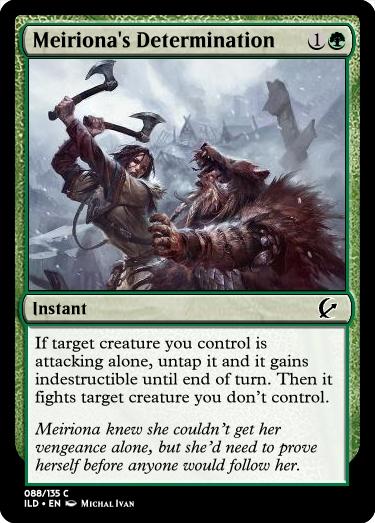 Meiriona's Determination 1
Instant
If target creature you control is
attacking alone, untap it and it gains
indestructible until end of turn. Then it
fights target creature you don't control.
Meiriona knew she couldn't get her
vengeance alone, but she'd need to prove
herself before anyone would follow her.
088/135 C
ILD • EN Michal Ivan